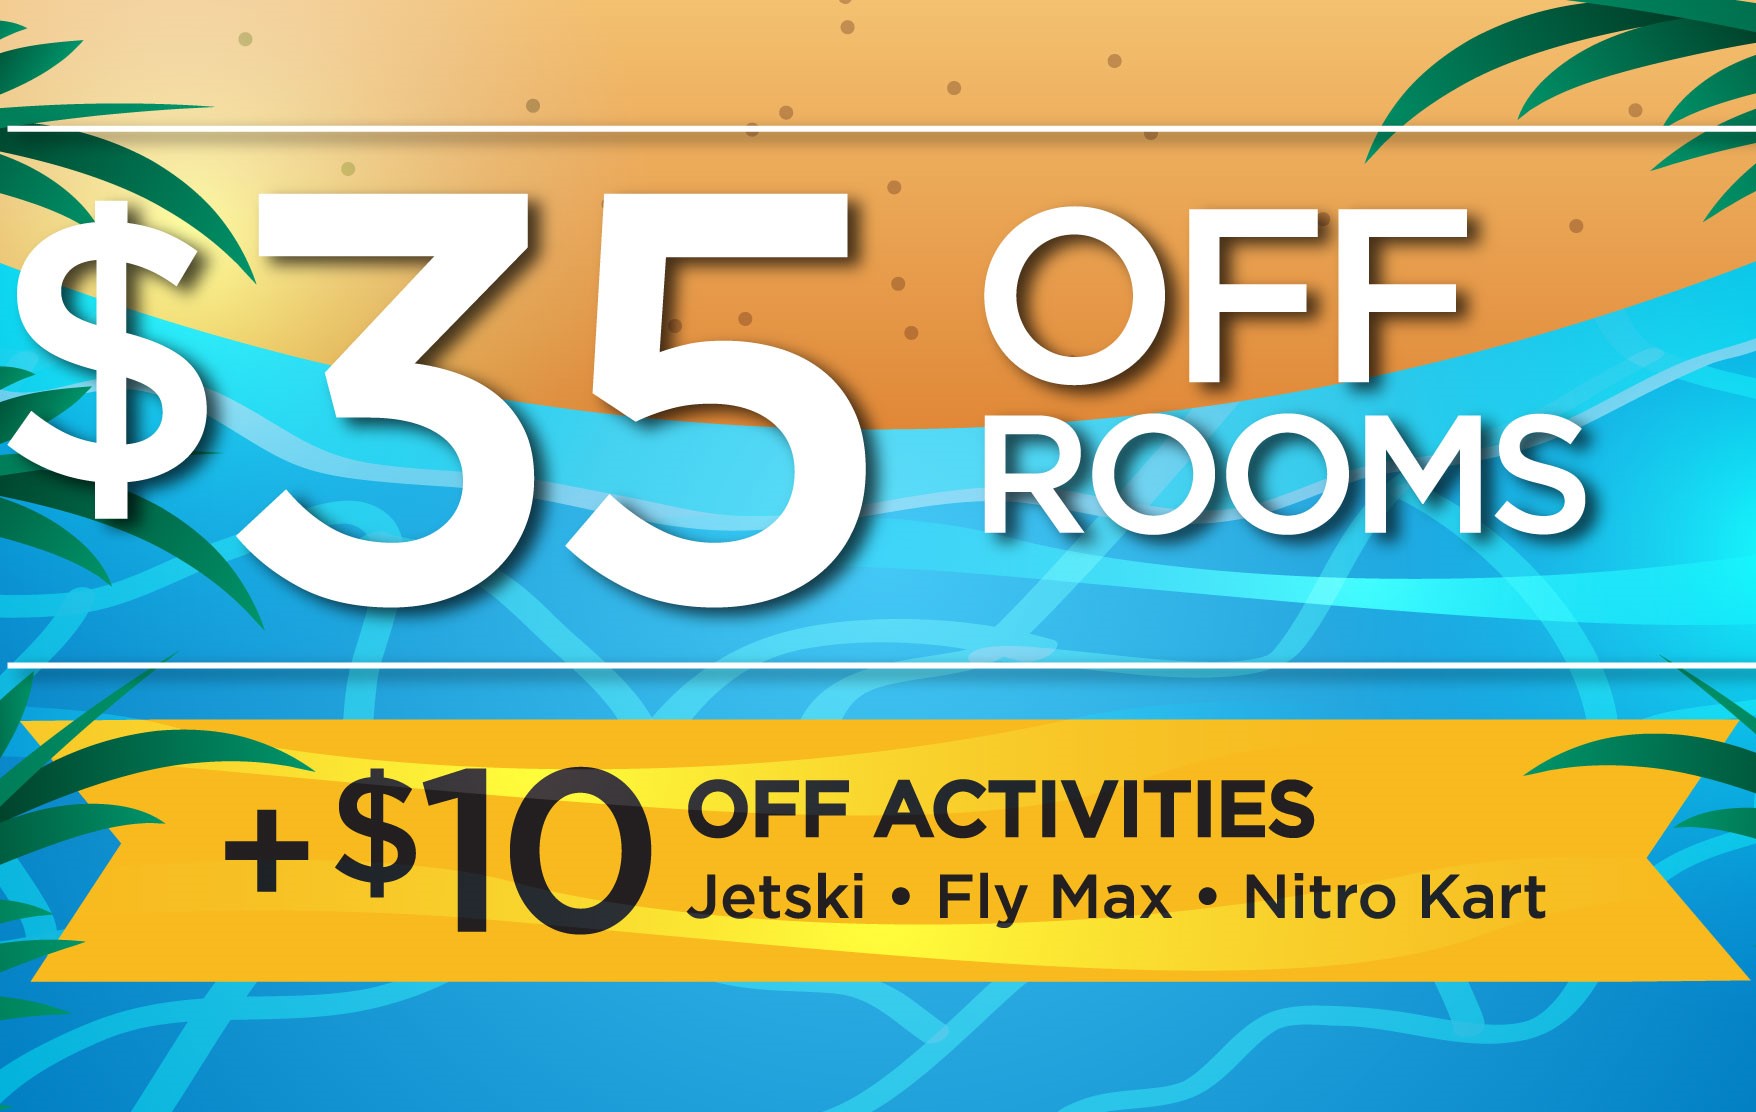 $35 OFF
ROOMS
+ $10 OFF ACTIVITIES
Jetski • Fly Max • Nitro Kart